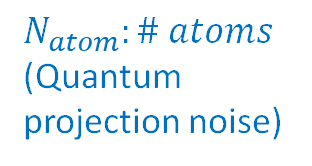 N_atom: # atoms
(Quantum
projection noise)